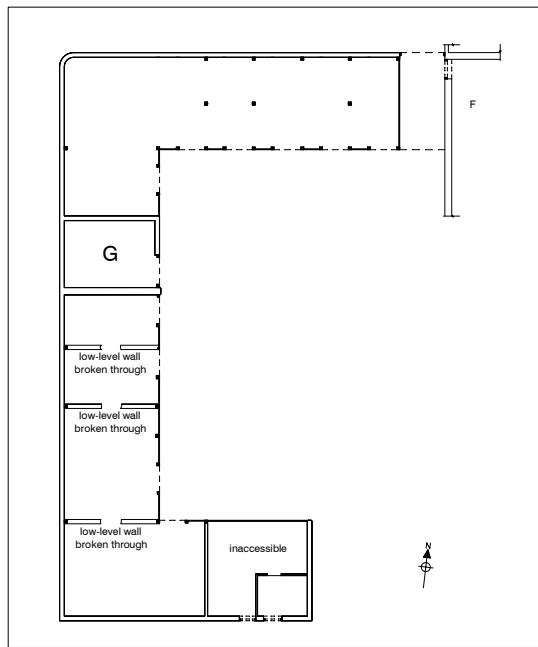 F
G
low-level wall
broken through
low-level wall
broken through
low-level wall
broken through
inaccessible
N